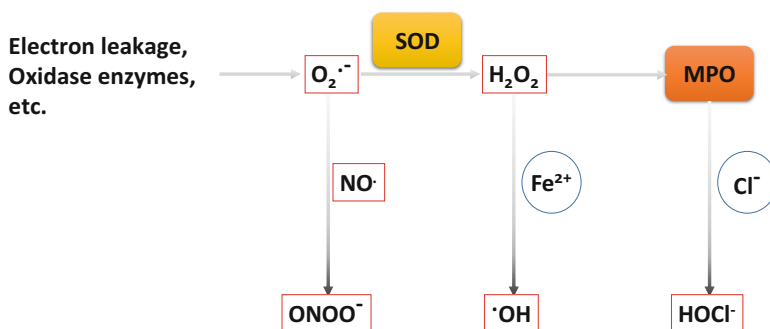 Electron leakage,
Oxidase enzymes,
etc.
O₂·⁻
SOD
H₂O₂
MPO
NO·
Fe²⁺
Cl⁻
ONOO⁻
·OH
HOCl⁻